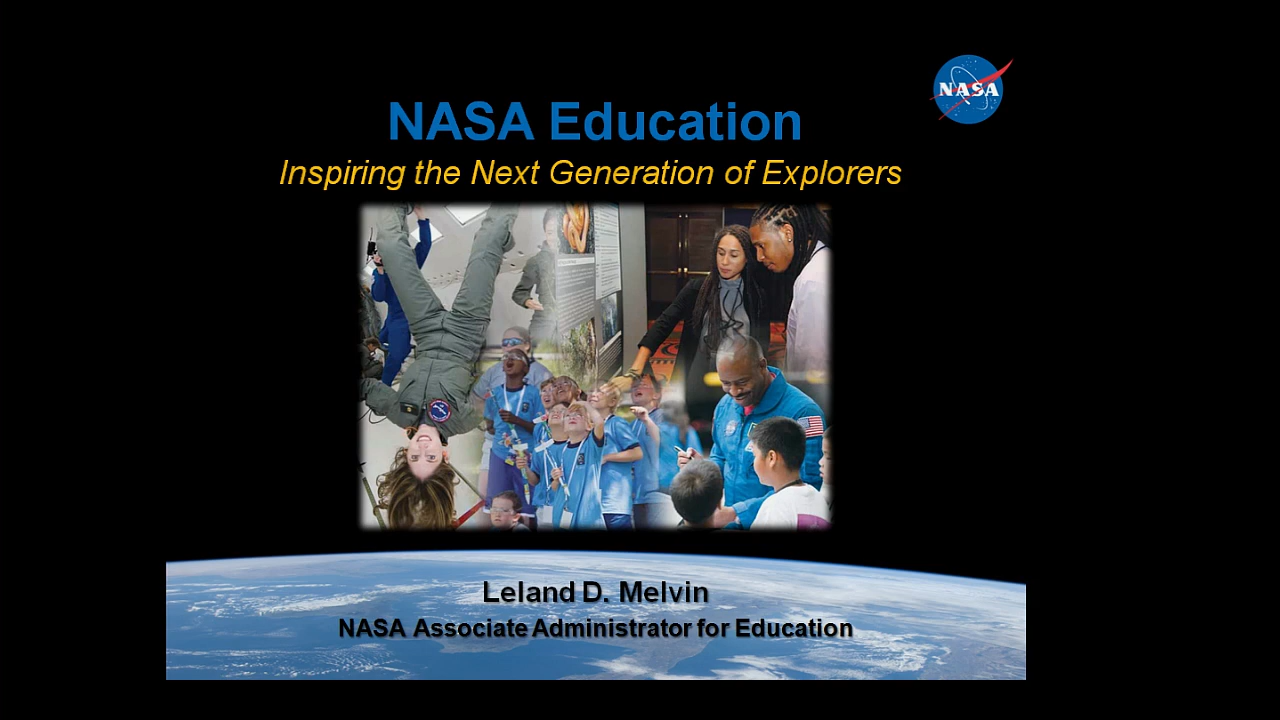 NASA
NASA Education
Inspiring the Next Generation of Explorers
Leland D. Melvin
NASA Associate Administrator for Education